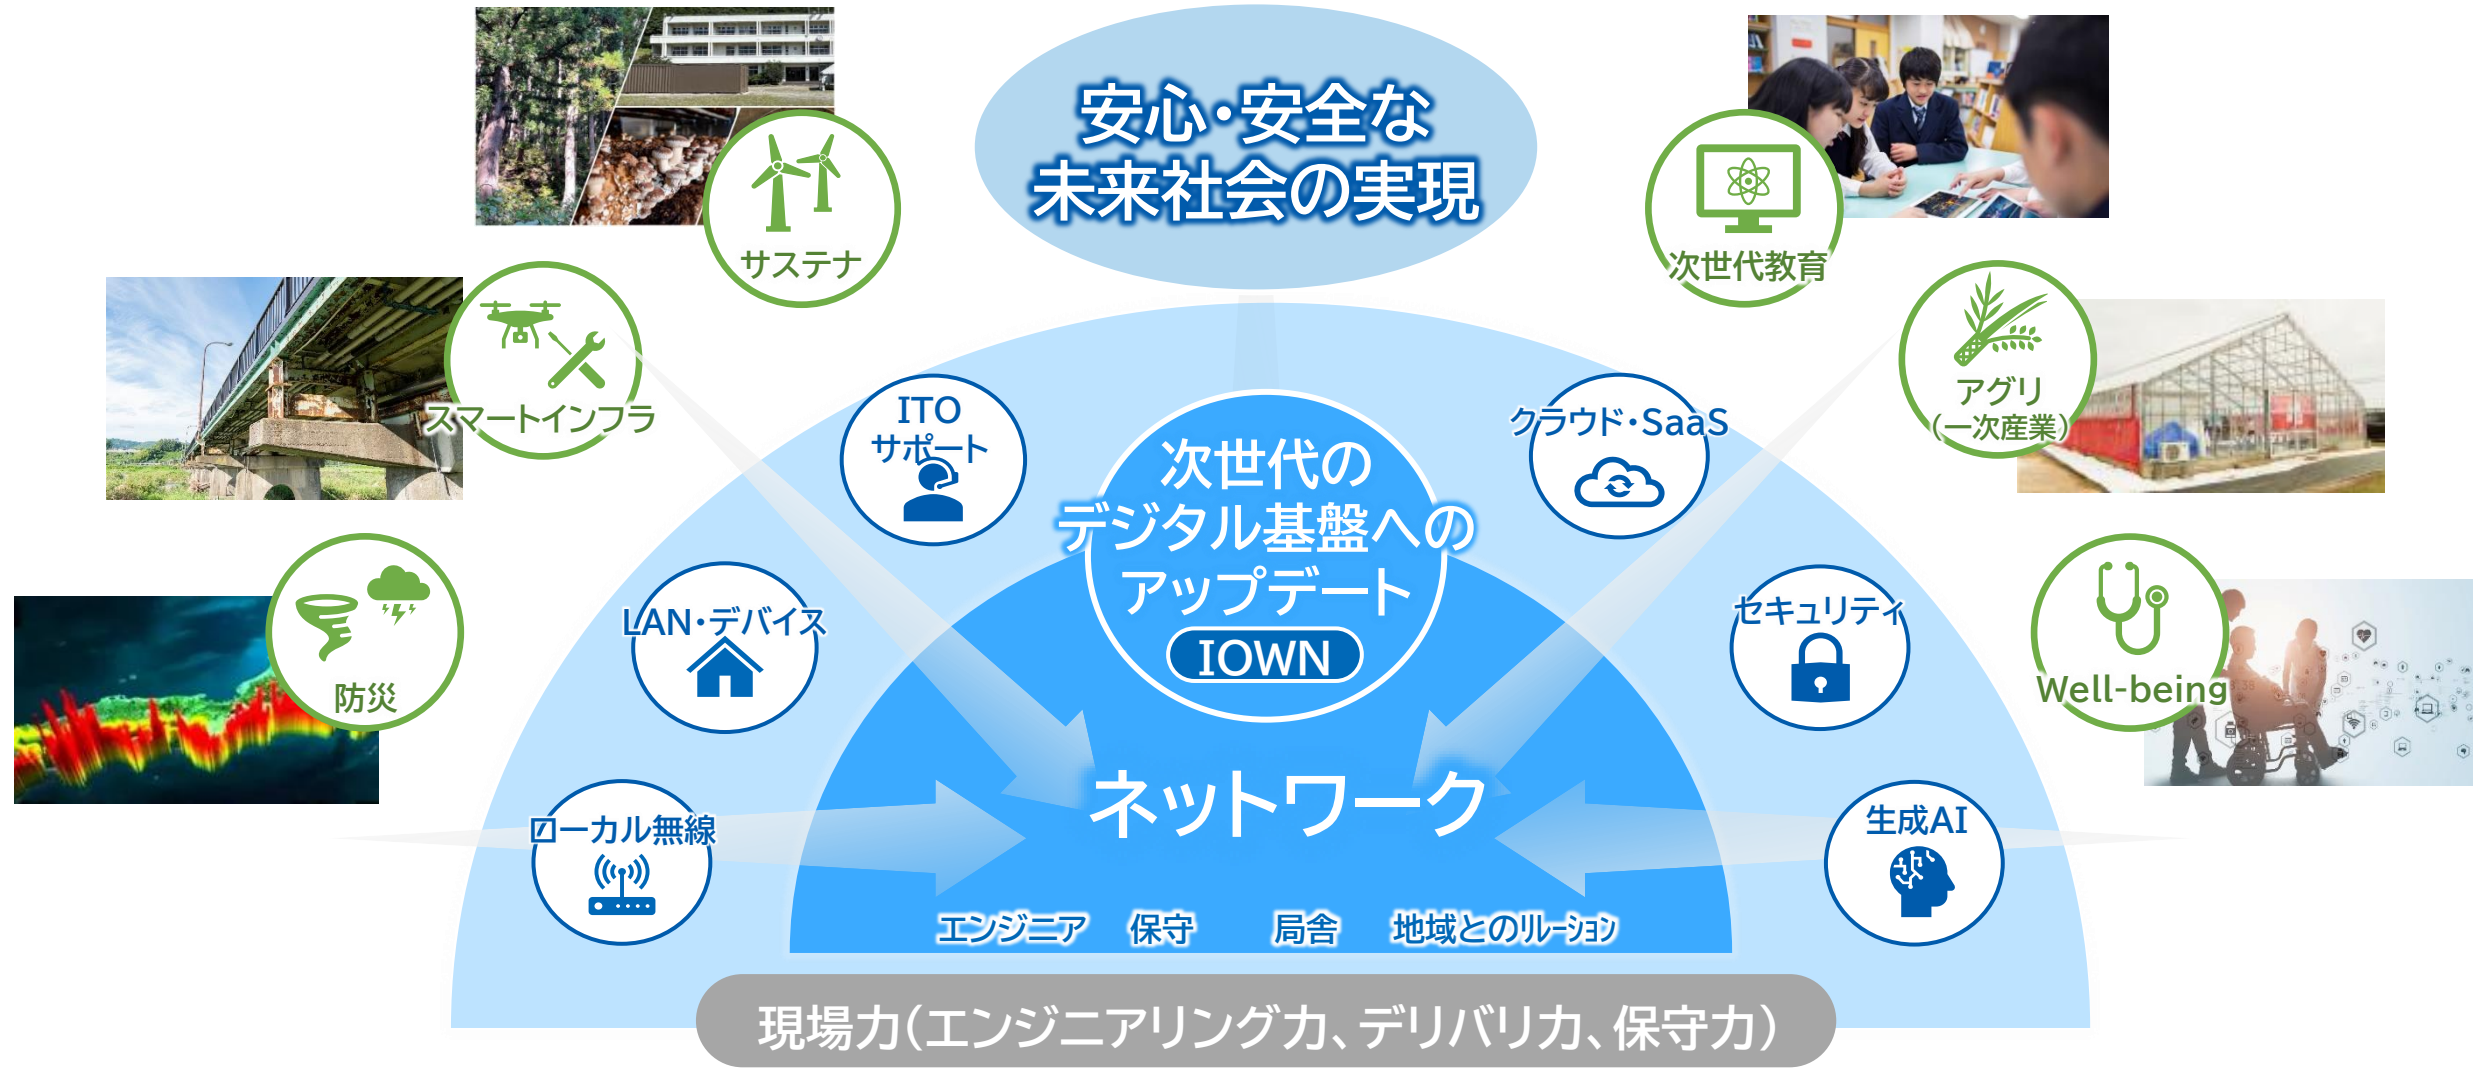 安心・安全な
未来社会の実現
サステナ
次世代教育
スマートインフラ
アグリ
（一次産業）
防災
Well-being
ITO
サポート
クラウド・SaaS
LAN・デバイス
セキュリティ
ローカル無線
生成AI
次世代の
デジタル基盤への
アップデート
IOWN
ネットワーク
エンジニア 保守 局舎 地域とのリレーション
現場力（エンジニアリング力、デリバリ力、保守力）